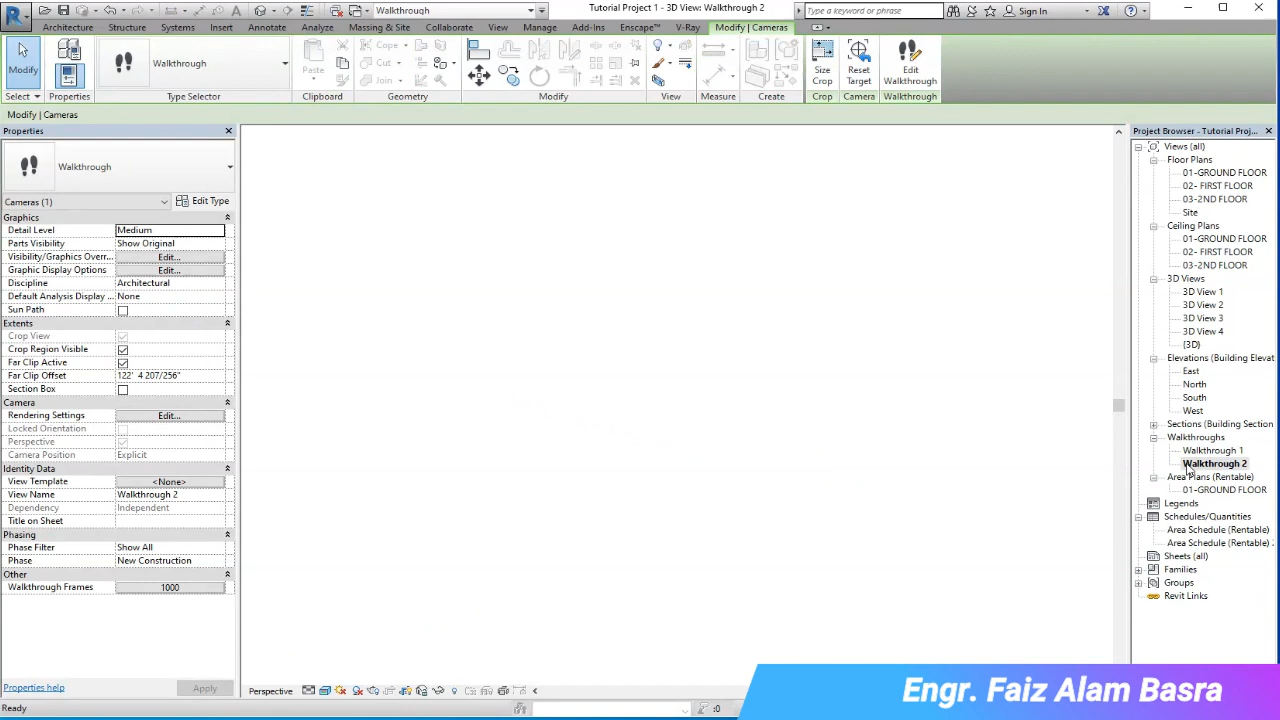 Walkthrough
Tutorial Project 1 - 3D View: Walkthrough 2
Type a keyword or phrase
Sign In
Architecture
Structure
Systems
Insert
Annotate
Analyze
Massing & Site
Collaborate
View
Manage
Add-Ins
Enscape™
V-Ray
Modify | Cameras
Modify
Walkthrough
Paste
Cope
Cut
Join
Size
Crop
Reset
Target
Edit
Walkthrough
Select
Properties
Type Selector
Clipboard
Geometry
Modify
View
Measure
Create
Crop
Camera
Walkthrough
Modify | Cameras
Properties
Walkthrough
Cameras (1)
Edit Type
Graphics
Detail Level Medium
Parts Visibility Show Original
Visibility/Graphics Overr... Edit...
Graphic Display Options Edit...
Discipline Architectural
Default Analysis Display ... None
Sun Path
Extents
Crop View
Crop Region Visible
Far Clip Active
Far Clip Offset 122' 4 207/256"
Section Box
Camera
Rendering Settings Edit...
Locked Orientation
Perspective
Camera Position Explicit
Identity Data
View Template <None>
View Name Walkthrough 2
Dependency Independent
Title on Sheet
Phasing
Phase Filter Show All
Phase New Construction
Other
Walkthrough Frames 1000
Properties help
Apply
Perspective
Project Browser - Tutorial Proj...
Views (all)
Floor Plans
01-GROUND FLOOR
02- FIRST FLOOR
03-2ND FLOOR
Site
Ceiling Plans
01-GROUND FLOOR
02- FIRST FLOOR
03-2ND FLOOR
3D Views
3D View 1
3D View 2
3D View 3
3D View 4
{3D}
Elevations (Building Elevat
East
North
South
West
Sections (Building Section
Walkthroughs
Walkthrough 1
Walkthrough 2
Area Plans (Rentable)
01-GROUND FLOOR
Legends
Schedules/Quantities
Area Schedule (Rentable)
Area Schedule (Rentable)
Sheets (all)
Families
Groups
Revit Links
Engr. Faiz Alam Basra
Ready
:0